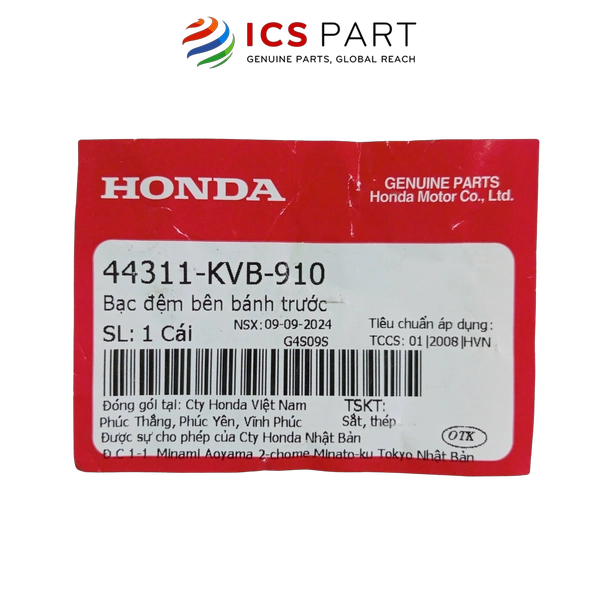 ICS PART
GENUINE PARTS, GLOBAL REACH
HONDA
GENUINE PARTS
Honda Motor Co., Ltd.
44311-KVB-910
Bạc đệm bên bánh trước
SL: 1 Cái
NSX: 09-09-2024
G4S09S
Tiêu chuẩn áp dụng:
TCCS: 01|2008|HVN
Đóng gói tại: Cty Honda Việt Nam
TSKT:
Phúc Thắng, Phúc Yên, Vĩnh Phúc
Sắt, thép
Được sự cho phép của Cty Honda Nhật Bản
OTK
Đ.C 1-1 Minami Aoyama 2-chome Minato-ku Tokyo Nhật Bản